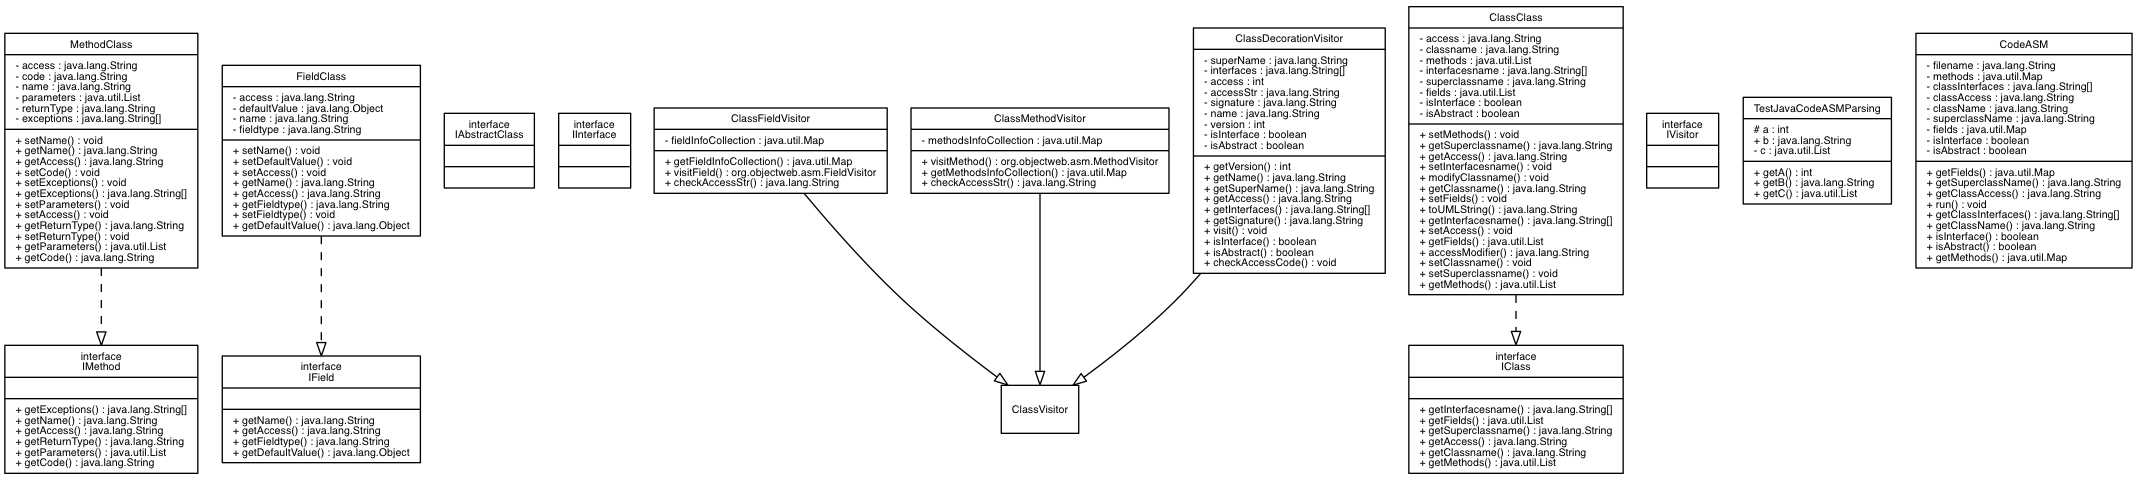 MethodClass
- access : java.lang.String
- code : java.lang.String
- name : java.lang.String
- parameters : java.util.List
- returnType : java.lang.String
- exceptions : java.lang.String[]
+ setName() : void
+ getName() : java.lang.String
+ getAccess() : java.lang.String
+ setCode() : void
+ setExceptions() : void
+ getExceptions() : java.lang.String[]
+ setParameters() : void
+ setAccess() : void
+ getReturnType() : java.lang.String
+ setReturnType() : void
+ getParameters() : java.util.List
+ getCode() : java.lang.String
FieldClass
- access : java.lang.String
- defaultValue : java.lang.Object
- name : java.lang.String
- fieldtype : java.lang.String
+ setName() : void
+ setDefaultValue() : void
+ setAccess() : void
+ getName() : java.lang.String
+ getAccess() : java.lang.String
+ getFieldtype() : java.lang.String
+ setFieldtype() : void
+ getDefaultValue() : java.lang.Object
interface
IAbstractClass
interface
IInterface
ClassFieldVisitor
- fieldInfoCollection : java.util.Map
+ getFieldInfoCollection() : java.util.Map
+ visitField() : org.objectweb.asm.FieldVisitor
+ checkAccessStr() : java.lang.String
ClassMethodVisitor
- methodsInfoCollection : java.util.Map
+ visitMethod() : org.objectweb.asm.MethodVisitor
+ getMethodsInfoCollection() : java.util.Map
+ checkAccessStr() : java.lang.String
ClassDecorationVisitor
- superName : java.lang.String
- interfaces : java.lang.String[]
- access : int
- accessStr : java.lang.String
- signature : java.lang.String
- name : java.lang.String
- version : int
- isInterface : boolean
- isAbstract : boolean
+ getVersion() : int
+ getName() : java.lang.String
+ getSuperName() : java.lang.String
+ getAccess() : java.lang.String
+ getInterfaces() : java.lang.String[]
+ getSignature() : java.lang.String
+ visit() : void
+ isInterface() : boolean
+ isAbstract() : boolean
+ checkAccessCode() : void
ClassClass
- access : java.lang.String
- classname : java.lang.String
- methods : java.util.List
- interfacesname : java.lang.String[]
- superclassname : java.lang.String
- fields : java.util.List
- isInterface : boolean
- isAbstract : boolean
+ setMethods() : void
+ getSuperclassname() : java.lang.String
+ getAccess() : java.lang.String
+ setInterfacesname() : void
+ modifyClassname() : void
+ getClassname() : java.lang.String
+ setFields() : void
+ toUMLString() : java.lang.String
+ getInterfacesname() : java.lang.String[]
+ setAccess() : void
+ getFields() : java.util.List
+ accessModifier() : java.lang.String
+ setClassname() : void
+ setSuperclassname() : void
+ getMethods() : java.util.List
interface
IVisitor
TestJavaCodeASMParsing
# a : int
+ b : java.lang.String
- c : java.util.List
+ getA() : int
+ getB() : java.lang.String
+ getC() : java.util.List
CodeASM
- filename : java.lang.String
- methods : java.util.Map
- classInterfaces : java.lang.String[]
- classAccess : java.lang.String
- className : java.lang.String
- superclassName : java.lang.String
- fields : java.util.Map
- isInterface : boolean
- isAbstract : boolean
+ getFields() : java.util.Map
+ getSuperclassName() : java.lang.String
+ getClassAccess() : java.lang.String
+ run() : void
+ getClassInterfaces() : java.lang.String[]
+ getClassName() : java.lang.String
+ isInterface() : boolean
+ isAbstract() : boolean
+ getMethods() : java.util.Map
interface
IMethod
+ getExceptions() : java.lang.String[]
+ getName() : java.lang.String
+ getAccess() : java.lang.String
+ getReturnType() : java.lang.String
+ getParameters() : java.util.List
+ getCode() : java.lang.String
interface
IField
+ getName() : java.lang.String
+ getAccess() : java.lang.String
+ getFieldtype() : java.lang.String
+ getDefaultValue() : java.lang.Object
ClassVisitor
interface
IClass
+ getInterfacesname() : java.lang.String[]
+ getFields() : java.util.List
+ getSuperclassname() : java.lang.String
+ getAccess() : java.lang.String
+ getClassname() : java.lang.String
+ getMethods() : java.util.List